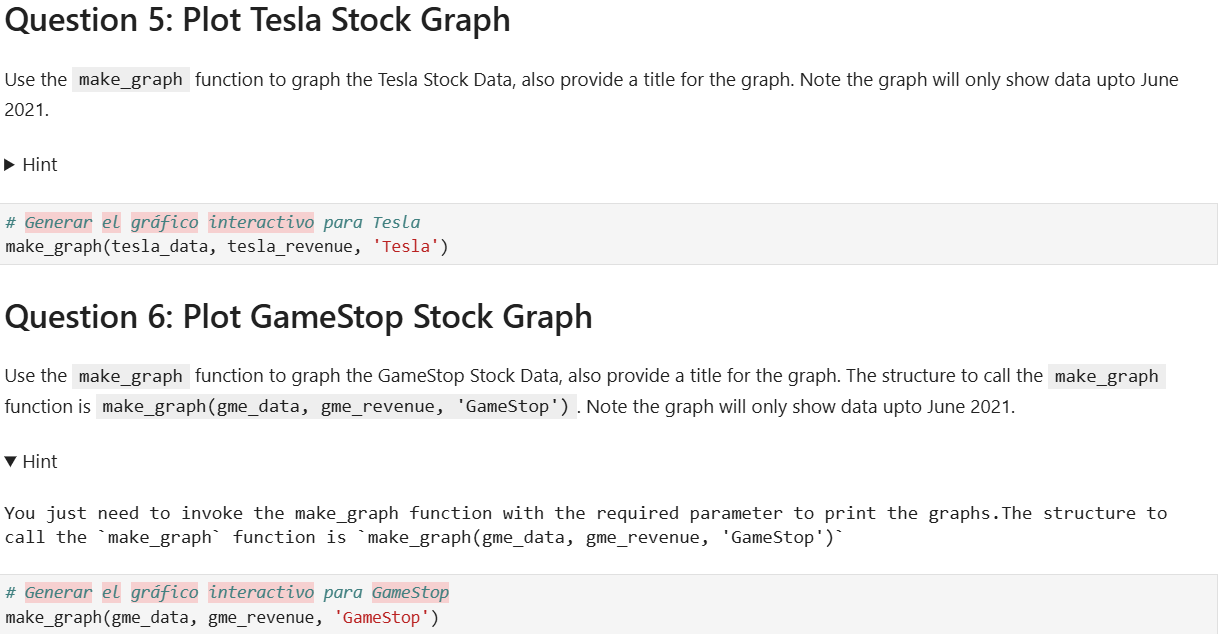 Question 5: Plot Tesla Stock Graph
Use the make_graph function to graph the Tesla Stock Data, also provide a title for the graph. Note the graph will only show data upto June
2021.
▶ Hint
# Generar el gráfico interactivo para Tesla
make_graph(tesla_data, tesla_revenue, 'Tesla')
Question 6: Plot GameStop Stock Graph
Use the make_graph function to graph the GameStop Stock Data, also provide a title for the graph. The structure to call the make_graph
function is make_graph(gme_data, gme_revenue, 'GameStop') . Note the graph will only show data upto June 2021.
▼ Hint
You just need to invoke the make_graph function with the required parameter to print the graphs.The structure to
call the `make_graph` function is `make_graph(gme_data, gme_revenue, 'GameStop')`
# Generar el gráfico interactivo para GameStop
make_graph(gme_data, gme_revenue, 'GameStop')